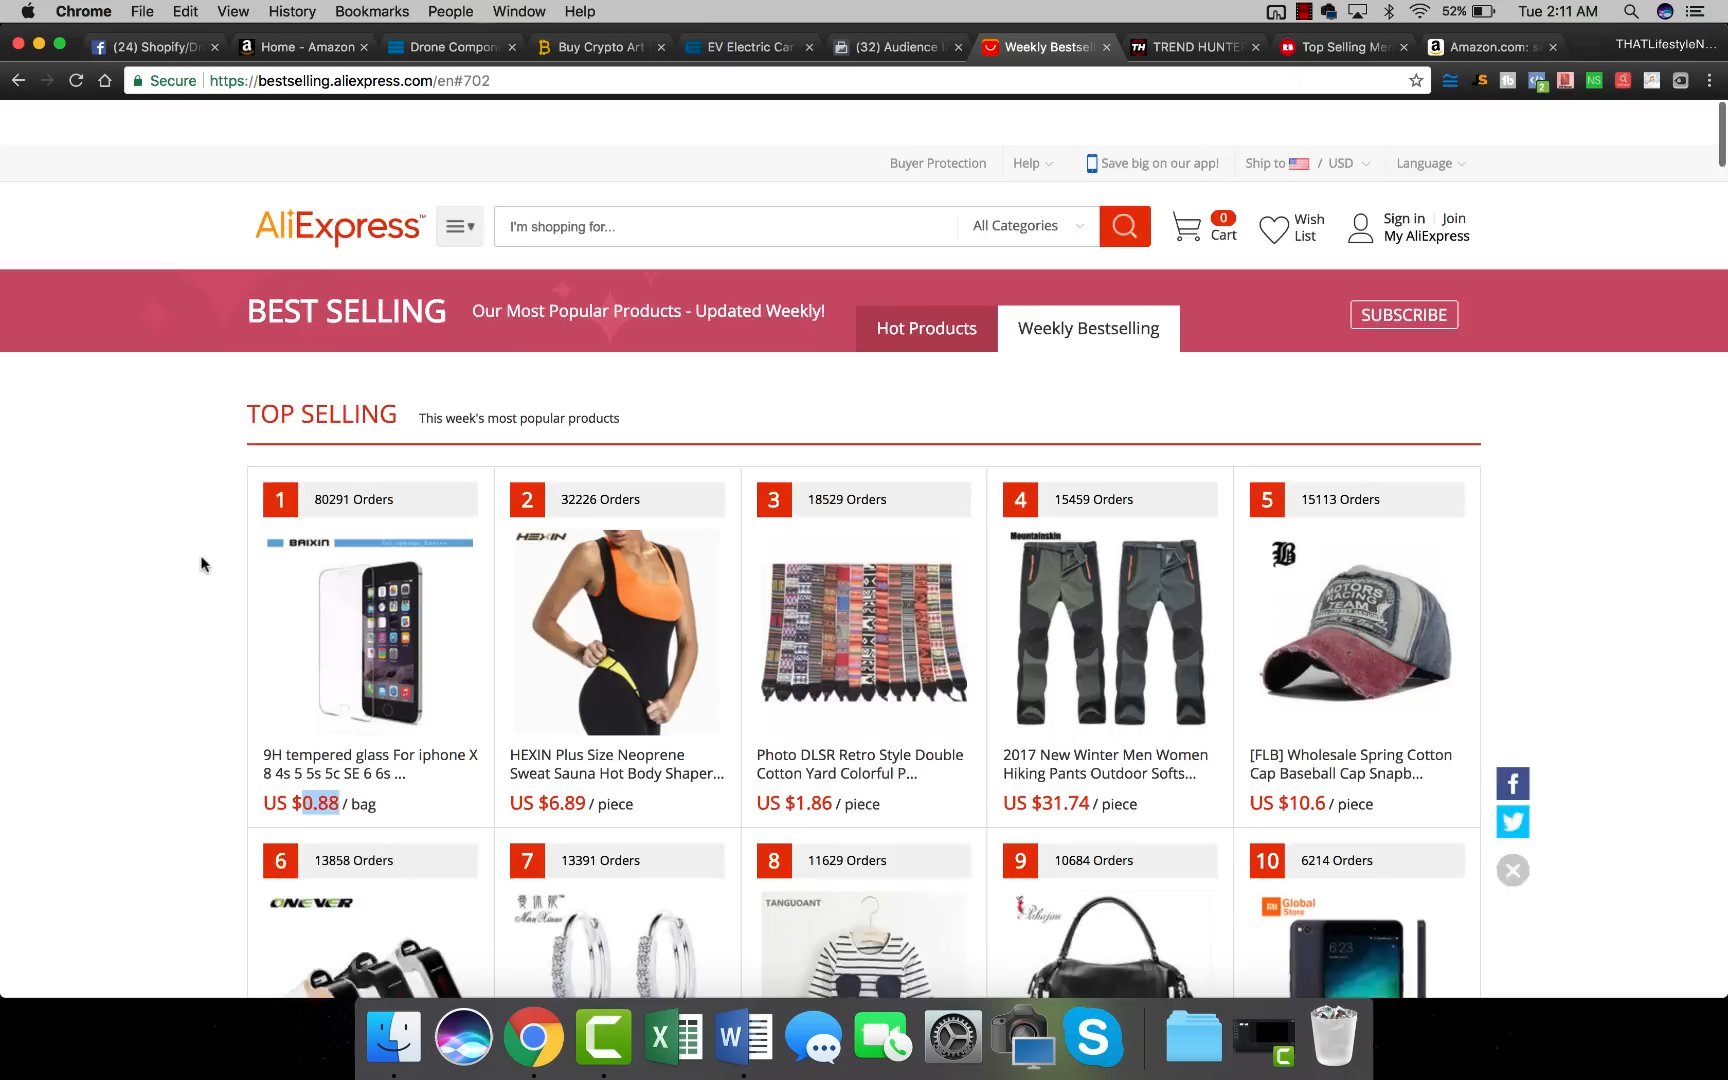 Chrome File Edit View History Bookmarks People Window Help 52% Tue 2:11 AM
(24) Shopify/Dr Home - Amazon Drone Compon Buy Crypto Art EV Electric Car (32) Audience I Weekly Bestsell TREND HUNTER Top Selling Mer Amazon.com: s THATLifestyleN...
Secure https://bestselling.aliexpress.com/en#702
Buyer Protection Help Save big on our app! Ship to / USD Language
AliExpress™ I'm shopping for... All Categories 0 Cart Wish List Sign in Join My AliExpress
BEST SELLING Our Most Popular Products - Updated Weekly! Hot Products Weekly Bestselling SUBSCRIBE
TOP SELLING This week's most popular products
1 80291 Orders 2 32226 Orders 3 18529 Orders 4 15459 Orders 5 15113 Orders
BAIXIN HEXIN Mountainskin B
MOTORS RACING TEAM
9H tempered glass For iphone X HEXIN Plus Size Neoprene Photo DLSR Retro Style Double 2017 New Winter Men Women [FLB] Wholesale Spring Cotton
8 4s 5 5s 5c SE 6 6s ... Sweat Sauna Hot Body Shaper... Cotton Yard Colorful P... Hiking Pants Outdoor Softs... Cap Baseball Cap Snapb...
US $0.88 / bag US $6.89 / piece US $1.86 / piece US $31.74 / piece US $10.6 / piece
6 13858 Orders 7 13391 Orders 8 11629 Orders 9 10684 Orders 10 6214 Orders
ONEVER TANGUOANT Global Store
6:23